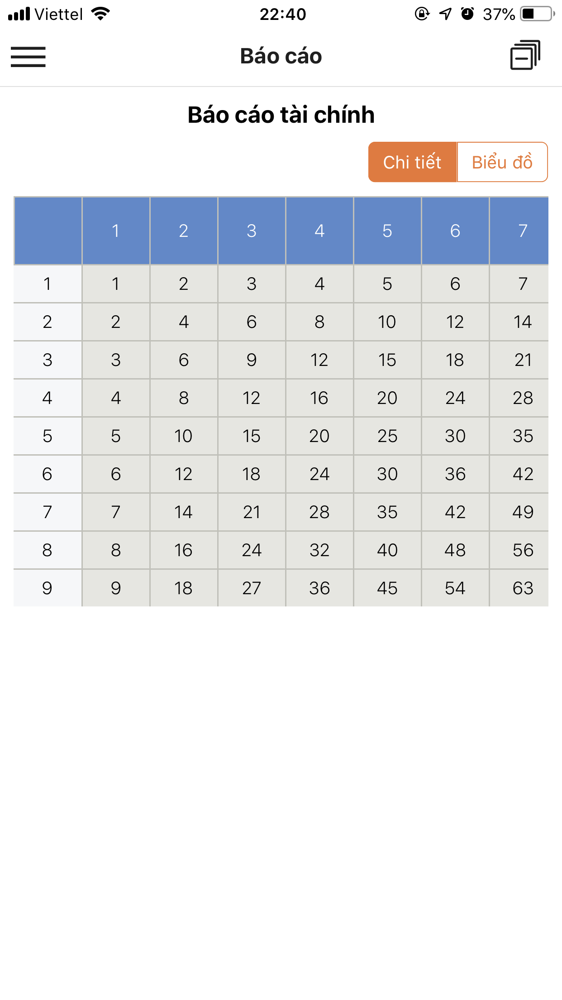 Viettel 22:40 37%
Báo cáo
Báo cáo tài chính
Chi tiết Biểu đồ
1 2 3 4 5 6 7
1 1 2 3 4 5 6 7
2 2 4 6 8 10 12 14
3 3 6 9 12 15 18 21
4 4 8 12 16 20 24 28
5 5 10 15 20 25 30 35
6 6 12 18 24 30 36 42
7 7 14 21 28 35 42 49
8 8 16 24 32 40 48 56
9 9 18 27 36 45 54 63